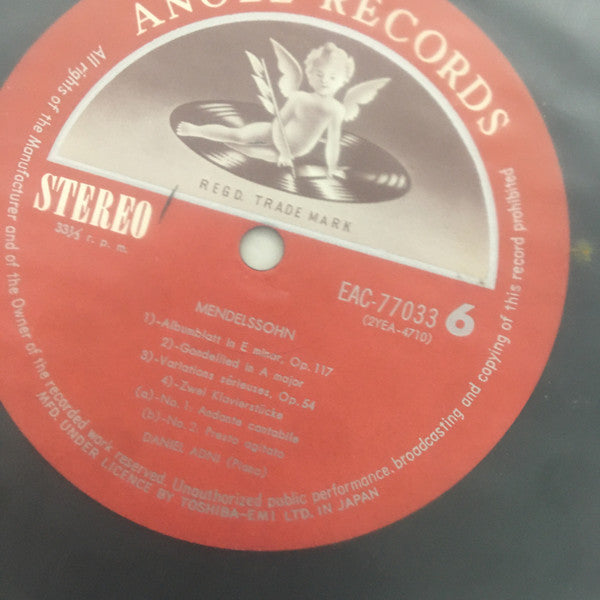 ANGEL RECORDS
REGD. TRADE MARK
STEREO
33⅓ r. p. m.
EAC-77033 6
(2YEA-4710)
MENDELSSOHN
1)-Albumblatt in E minor, Op. 117
2)-Gondellied in A major
3)-Variations sérieuses, Op. 54
4)-Zwei Klavierstücke
(a)-No. 1: Andante cantabile
(b)-No. 2: Presto agitato
DANIEL ADNI (Piano)
All rights of the Manufacturer and of the Owner of the recorded work reserved. Unauthorized public performance, broadcasting and copying of this record prohibited
MFD. UNDER LICENCE BY TOSHIBA-EMI LTD. IN JAPAN